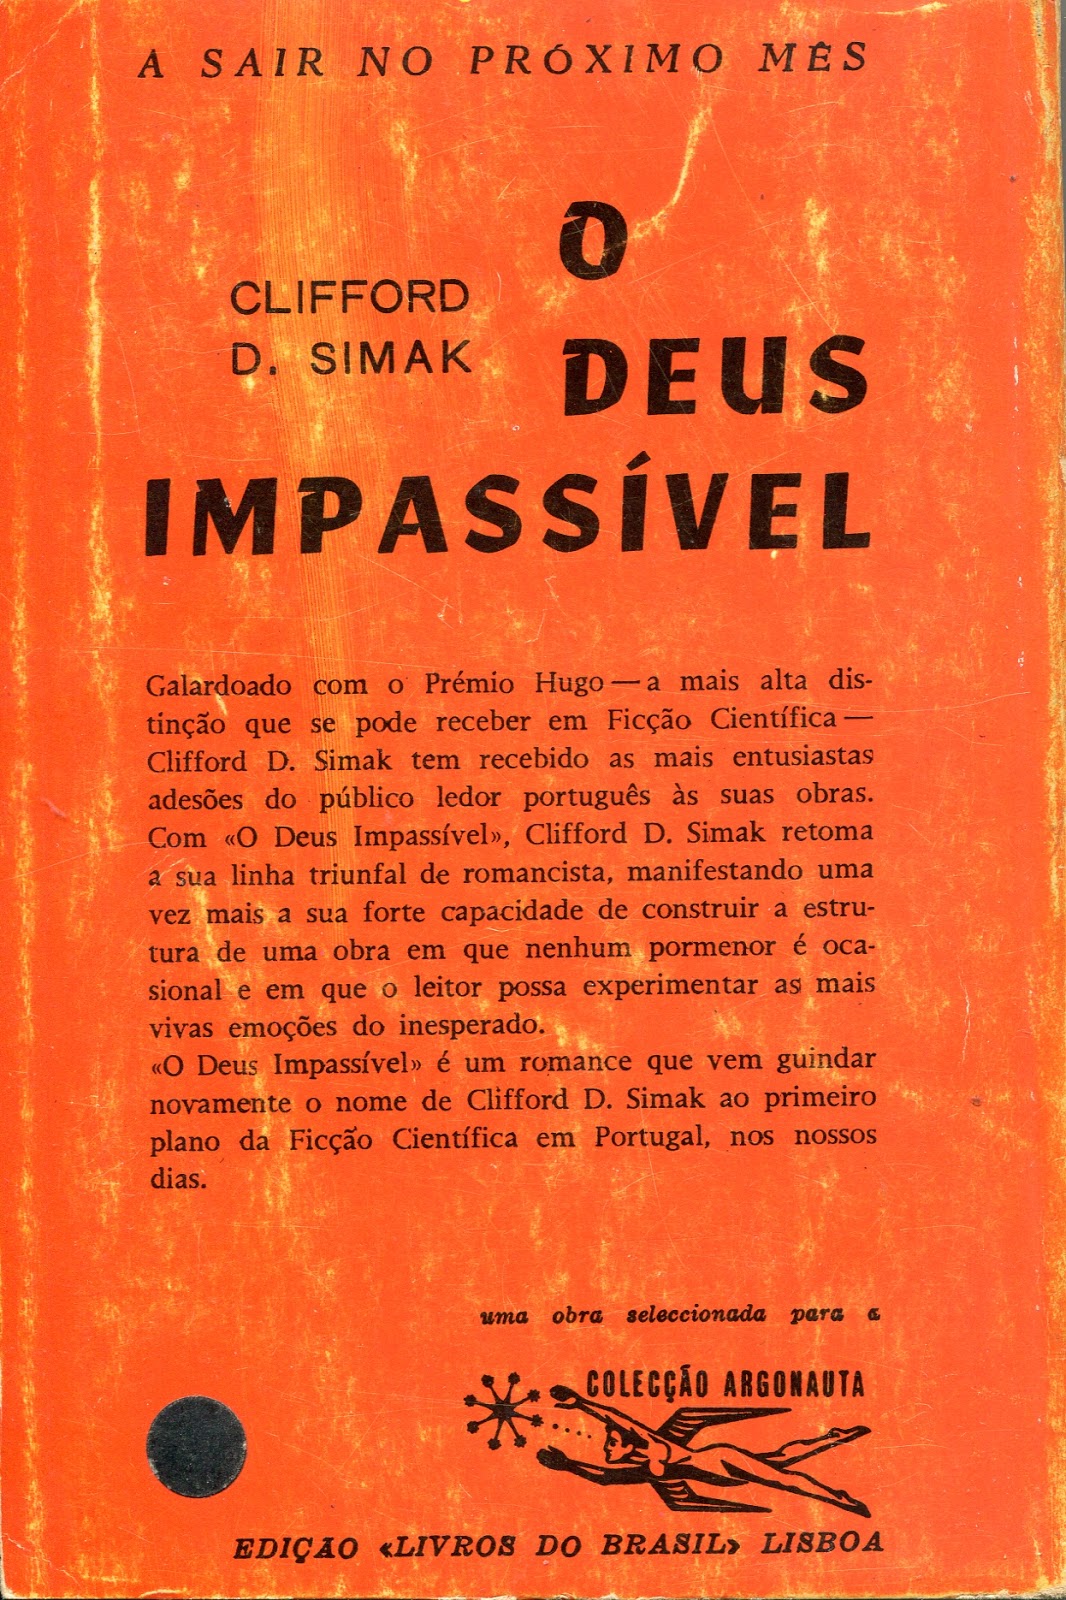 A SAIR NO PRÓXIMO MÊS
CLIFFORD
D. SIMAK
O
DEUS
IMPASSÍVEL
Galardoado com o Prémio Hugo — a mais alta dis-
tinção que se pode receber em Ficção Científica —
Clifford D. Simak tem recebido as mais entusiastas
adesões do público ledor português às suas obras.
Com «O Deus Impassível», Clifford D. Simak retoma
a sua linha triunfal de romancista, manifestando uma
vez mais a sua forte capacidade de construir a estru-
tura de uma obra em que nenhum pormenor é oca-
sional e em que o leitor possa experimentar as mais
vivas emoções do inesperado.
«O Deus Impassível» é um romance que vem guindar
novamente o nome de Clifford D. Simak ao primeiro
plano da Ficção Científica em Portugal, nos nossos
dias.
uma obra seleccionada para a
COLECÇÃO ARGONAUTA
EDIÇAO «LIVROS DO BRASIL» LISBOA